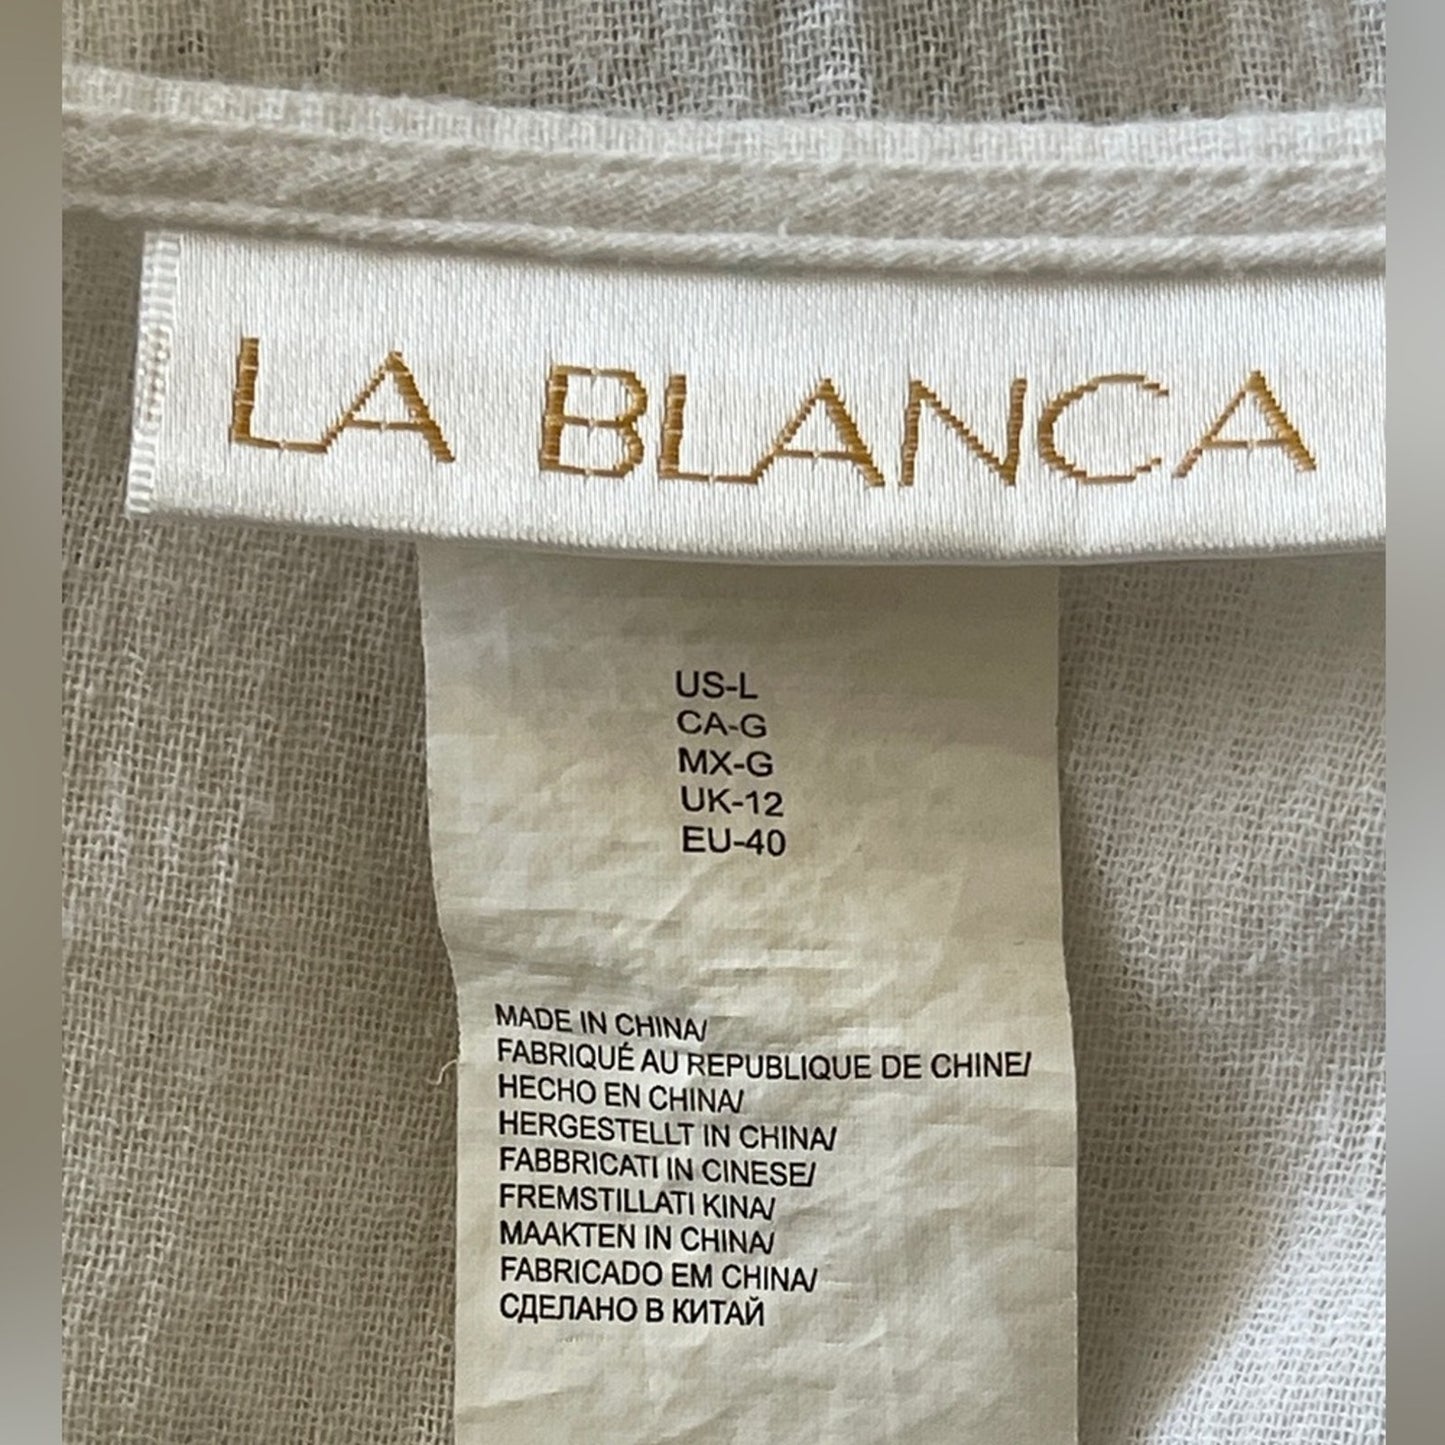 LA BLANCA
US-L
CA-G
MX-G
UK-12
EU-40
MADE IN CHINA/
FABRIQUÉ AU REPUBLIQUE DE CHINE/
HECHO EN CHINA/
HERGESTELLT IN CHINA/
FABBRICATI IN CINESE/
FREMSTILLATI KINA/
MAAKTEN IN CHINA/
FABRICADO EM CHINA/
СДЕЛАНО В КИТАЙ